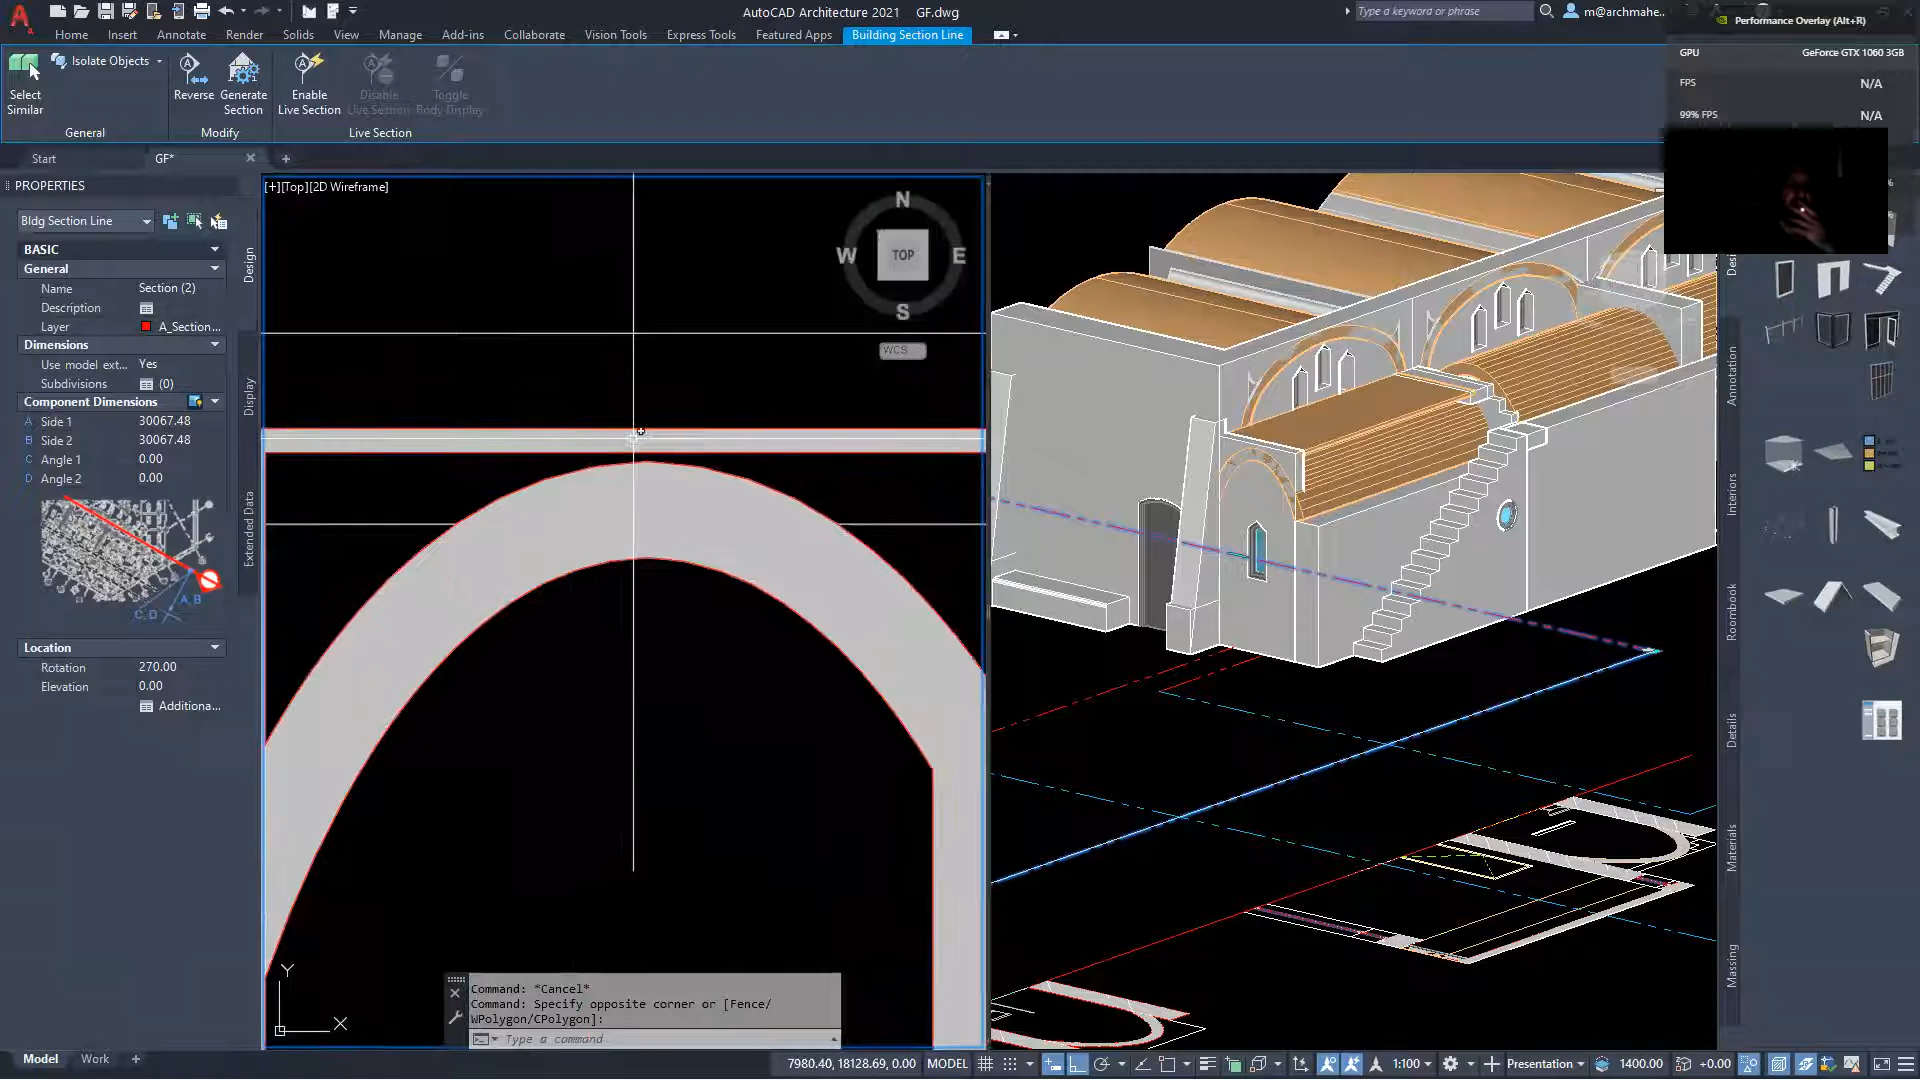 AutoCAD Architecture 2021 GF.dwg
Type a keyword or phrase
m@archmahe..
Performance Overlay (Alt+R)
Home Insert Annotate Render Solids View Manage Add-ins Collaborate Vision Tools Express Tools Featured Apps Building Section Line
GPU GeForce GTX 1060 3GB
FPS N/A
99% FPS N/A
Isolate Objects
Select Similar
Reverse
Generate Section
Enable Live Section
Disable Live Section
Toggle Body Display
General Modify Live Section
Start GF*
PROPERTIES
[+][Top][2D Wireframe]
Bldg Section Line
BASIC
General
Name Section (2)
Description
Layer A_Section...
Dimensions
Use model ext... Yes
Subdivisions (0)
Component Dimensions
A Side 1 30067.48
B Side 2 30067.48
C Angle 1 0.00
D Angle 2 0.00
A, B
C, D
Location
Rotation 270.00
Elevation 0.00
Additiona...
Design
Display
Extended Data
N
W TOP E
S
WCS
Annotation
Interiors
Roombook
Details
Materials
Massing
Y
X
Command: *Cancel*
Command: Specify opposite corner or [Fence/
WPolygon/CPolygon]:
Type a command
Model Work +
7980.40, 18128.69, 0.00 MODEL 1:100 Presentation 1400.00 +0.00